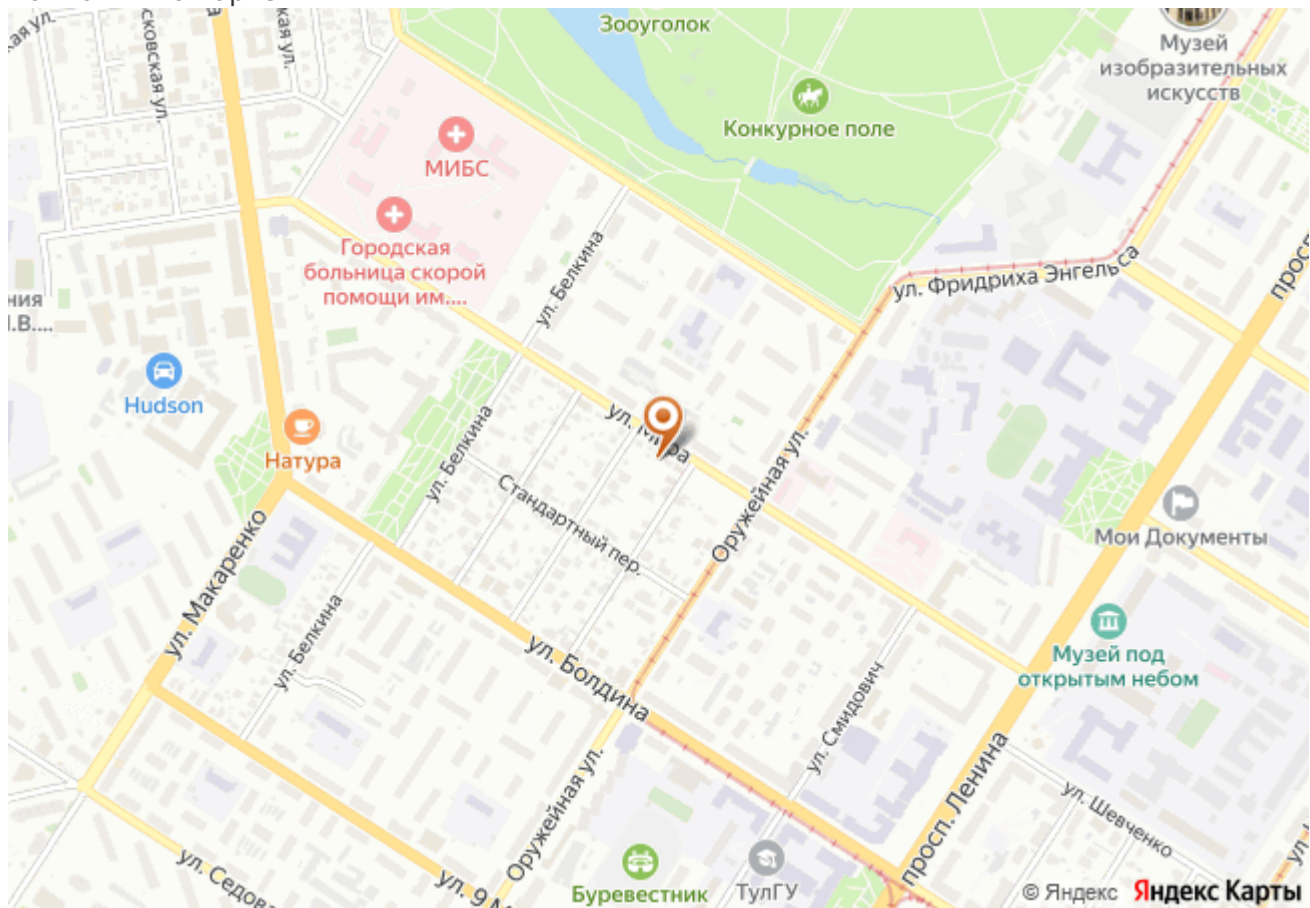 Зооуголок
Музей
изобразительных
искусств
Конкурное поле
МИБС
Городская
больница скорой
помощи им....
ул. Белкина
ул. Фридриха Энгельса
Hudson
Натура
ул. Мира
ул. Белкина
Стандартный пер.
Оружейная ул.
Мои Документы
ул. Макаренко
ул. Белкина
ул. Болдина
Музей под
открытым небом
ул. Смидович
просп. Ленина
ул. Шевченко
Оружейная ул.
Буревестник
ТулГУ
© Яндекс Яндекс Карты